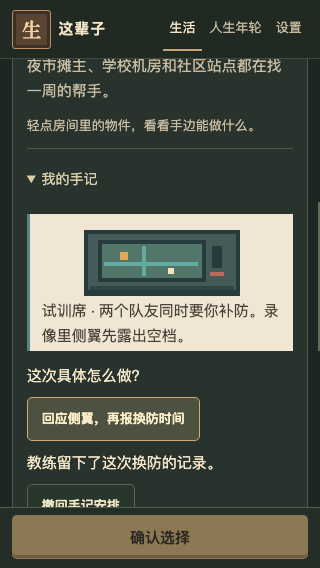 生 这辈子 生活 人生年轮 设置
夜市摊主、学校机房和社区站点都在找
一周的帮手。
轻点房间里的物件，看看手边能做什么。
▼ 我的手记
试训席 · 两个队友同时要你补防。录
像里侧翼先露出空档。
这次具体怎么做？
回应侧翼，再报换防时间
教练留下了这次换防的记录。
撤回手记安排
确认选择